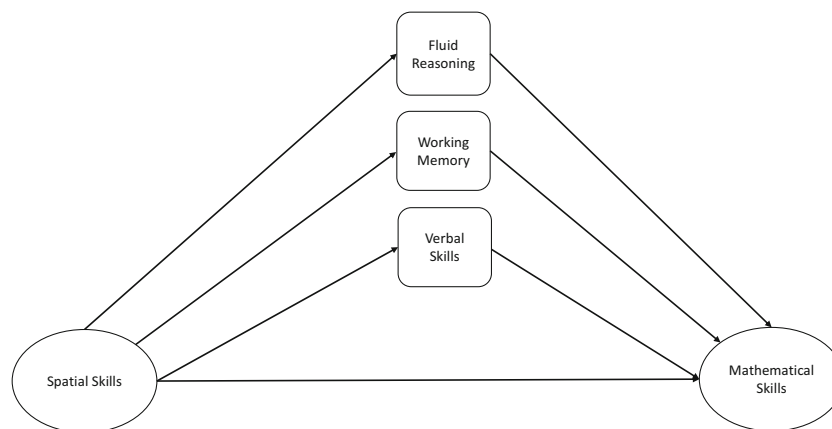 Fluid
Reasoning
Working
Memory
Verbal
Skills
Spatial Skills
Mathematical
Skills